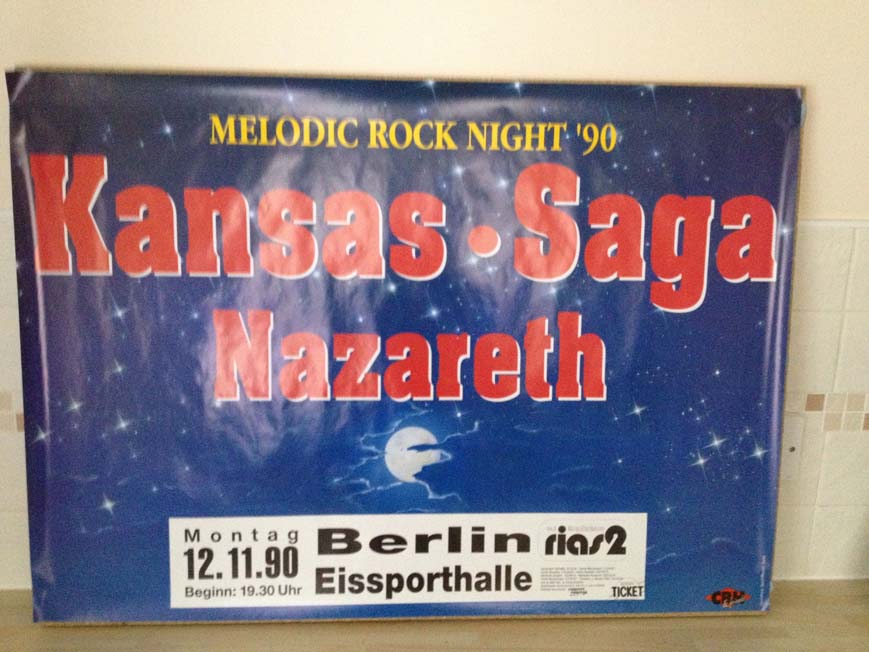 MELODIC ROCK NIGHT '90
Kansas • Saga
Nazareth
Montag
12.11.90
Beginn: 19.30 Uhr
Berlin
Eissporthalle
rias2
TICKET